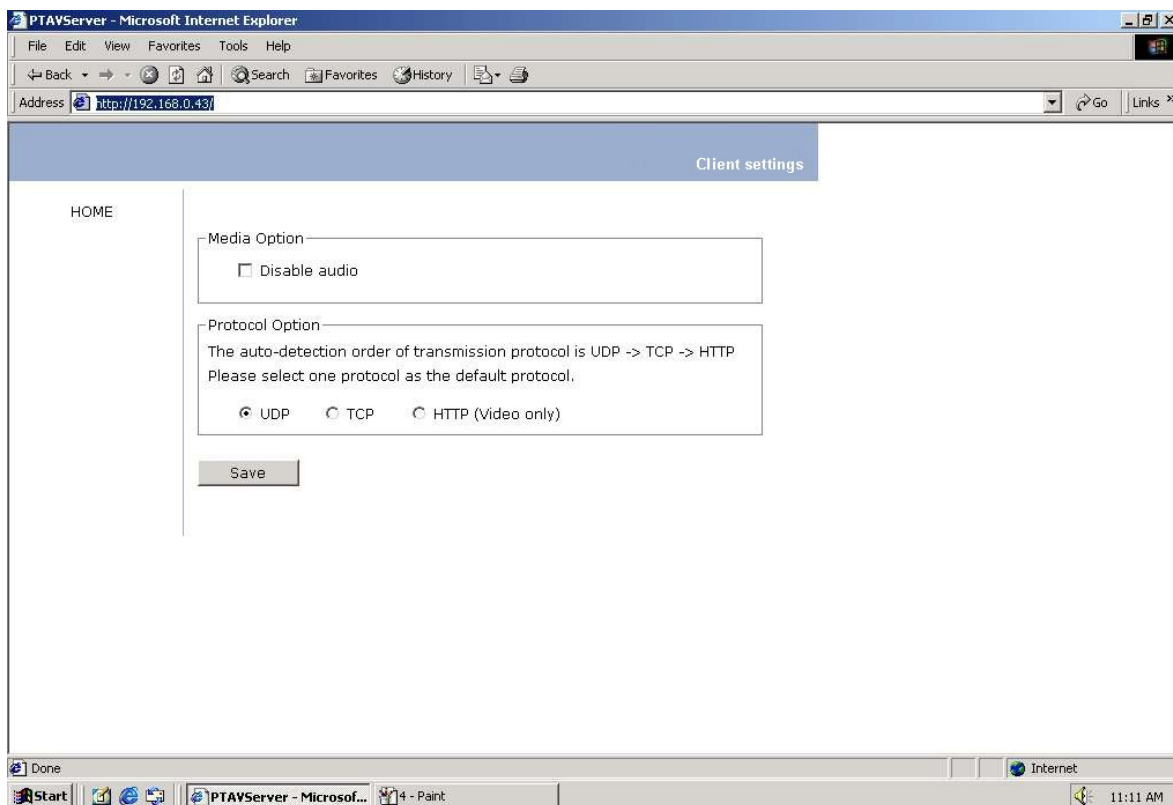 PTAVServer - Microsoft Internet Explorer
File Edit View Favorites Tools Help
Back Search Favorites History
Address http://192.168.0.43/ Go Links »
Client settings
HOME
Media Option
Disable audio
Protocol Option
The auto-detection order of transmission protocol is UDP -> TCP -> HTTP
Please select one protocol as the default protocol.
UDP TCP HTTP (Video only)
Save
Done Internet
Start PTAVServer - Microsof... 4 - Paint 11:11 AM